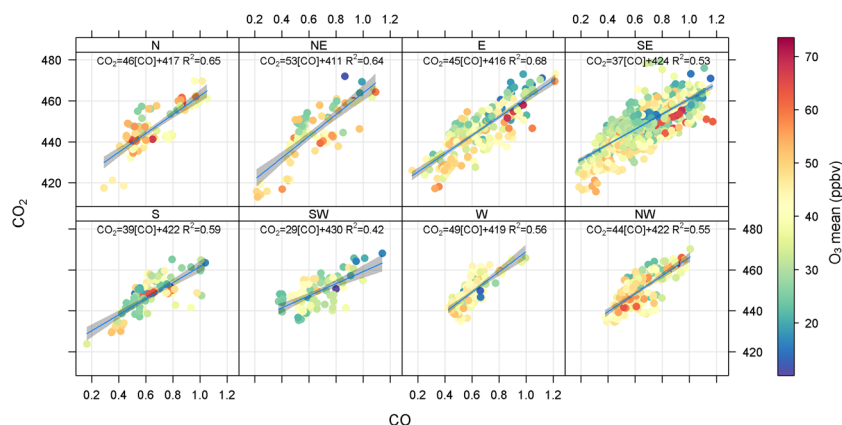 0.2 0.4 0.6 0.8 1.0 1.2 0.2 0.4 0.6 0.8 1.0 1.2
N NE E SE
CO₂=46[CO]+417 R²=0.65 CO₂=53[CO]+411 R²=0.64 CO₂=45[CO]+416 R²=0.68 CO₂=37[CO]+424 R²=0.53
480
460
440
420
S SW W NW
CO₂=39[CO]+422 R²=0.59 CO₂=29[CO]+430 R²=0.42 CO₂=49[CO]+419 R²=0.56 CO₂=44[CO]+422 R²=0.55
480
460
440
420
0.2 0.4 0.6 0.8 1.0 1.2 0.2 0.4 0.6 0.8 1.0 1.2
CO
CO₂
70
60
50
40
30
20
O₃ mean (ppbv)